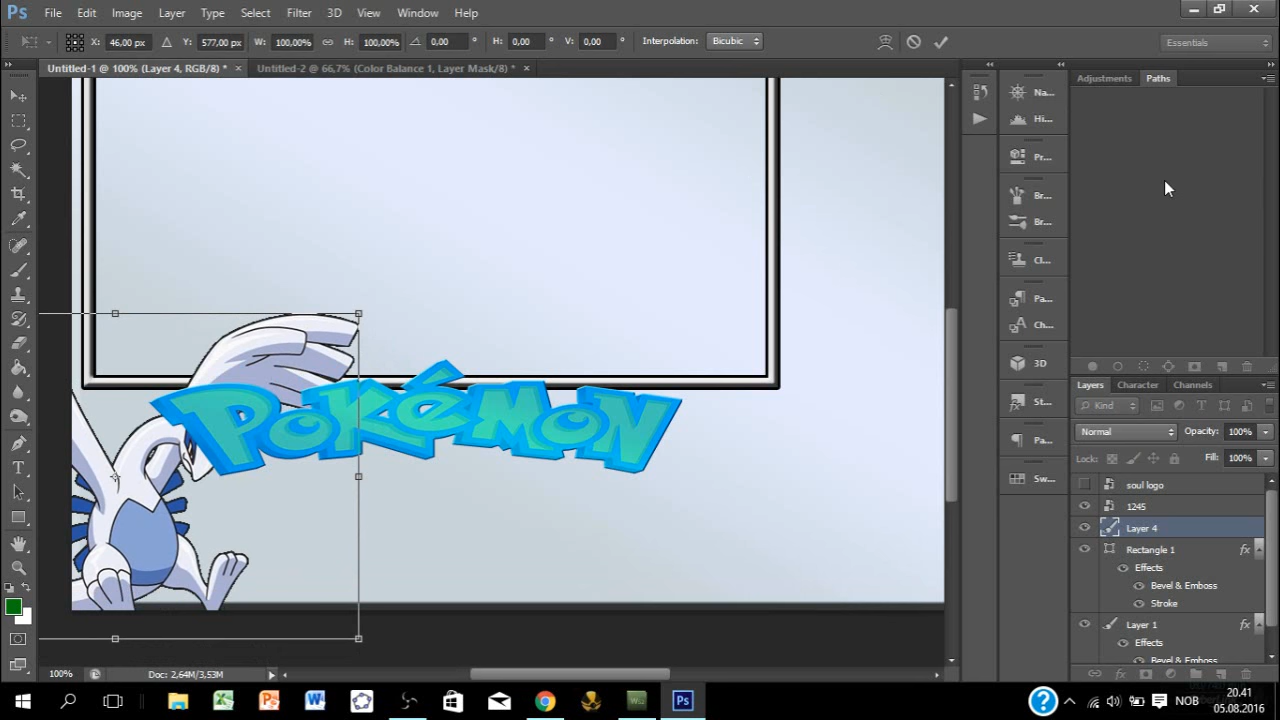 Ps File Edit Image Layer Type Select Filter 3D View Window Help
X: 46,00 px Y: 577,00 px W: 100,00% H: 100,00% 0,00 ° H: 0,00 ° V: 0,00 ° Interpolation: Bicubic Essentials
Untitled-1 @ 100% (Layer 4, RGB/8) * × Untitled-2 @ 66,7% (Color Balance 1, Layer Mask/8) * ×
Adjustments Paths
Na...
Hi...
Pr...
Br...
Br...
Cl...
Pa...
Ch...
3D
St...
Pa...
Sw...
POKéMON
Layers Character Channels
Kind
Normal Opacity: 100%
Lock: Fill: 100%
soul logo
1245
Layer 4
Rectangle 1 fx
Effects
Bevel & Emboss
Stroke
Layer 1 fx
Effects
Bevel & Emboss
100% Doc: 2,64M/3,53M
NOB
20.41
05.08.2016